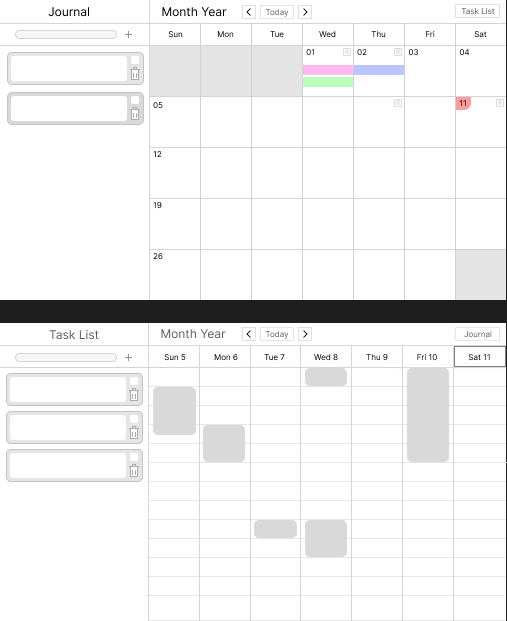 Journal
Month Year
Today
Task List
+
Sun Mon Tue Wed Thu Fri Sat
01 02 03 04
05 11
12
19
26
Task List
Month Year
Today
Journal
+
Sun 5 Mon 6 Tue 7 Wed 8 Thu 9 Fri 10 Sat 11